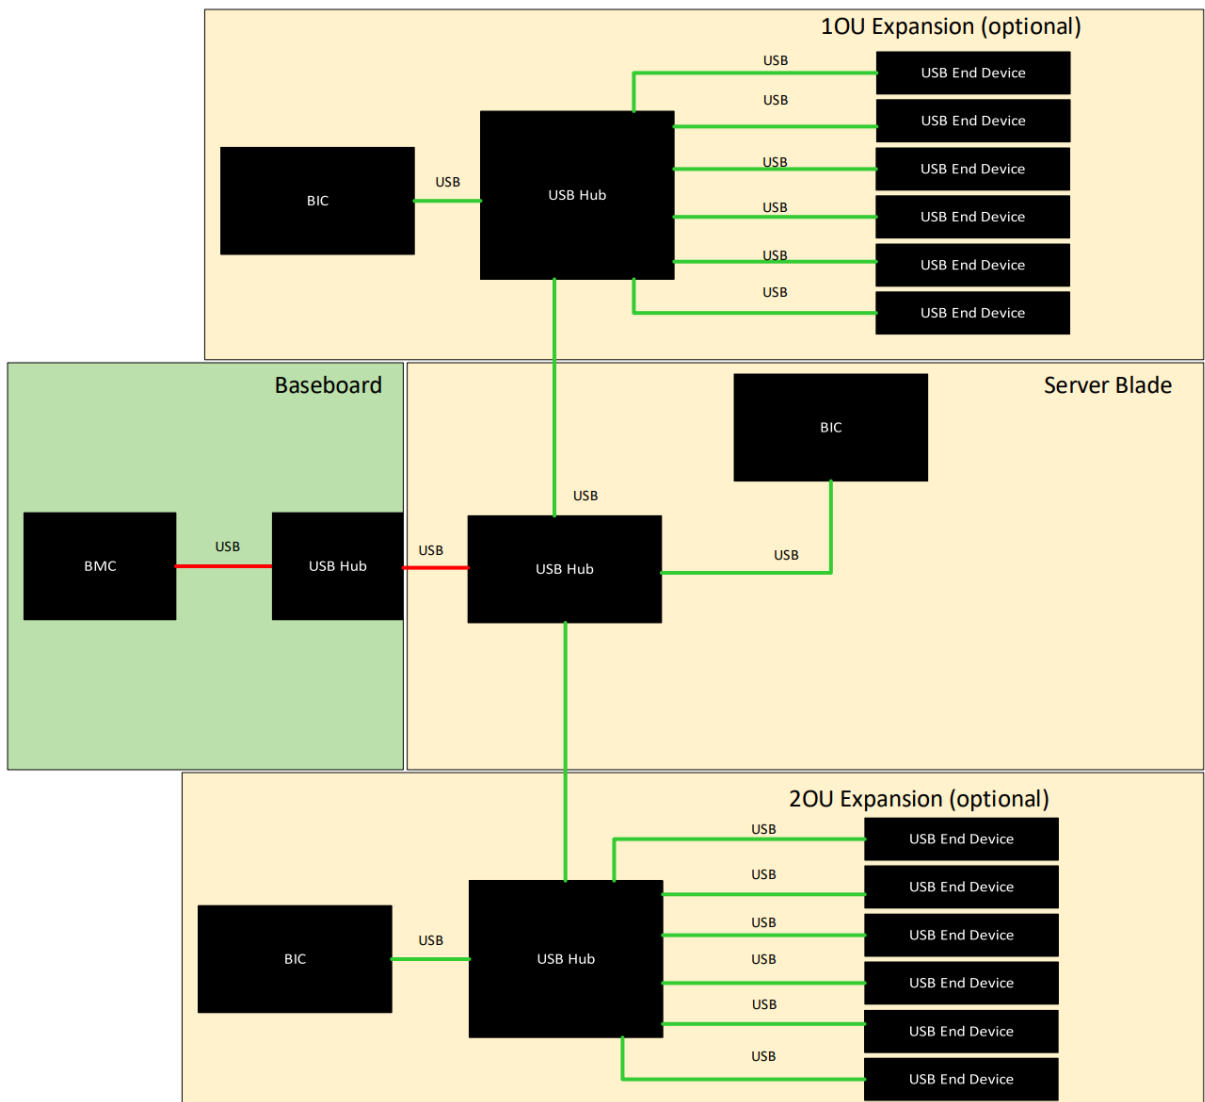 1OU Expansion (optional)
USB
USB End Device
USB
USB End Device
USB
USB End Device
BIC
USB
USB Hub
USB
USB End Device
USB
USB End Device
USB
USB End Device
Baseboard
Server Blade
BIC
USB
BMC
USB
USB Hub
USB
USB Hub
USB
2OU Expansion (optional)
USB
USB End Device
USB
USB End Device
USB
USB End Device
BIC
USB
USB Hub
USB
USB End Device
USB
USB End Device
USB
USB End Device